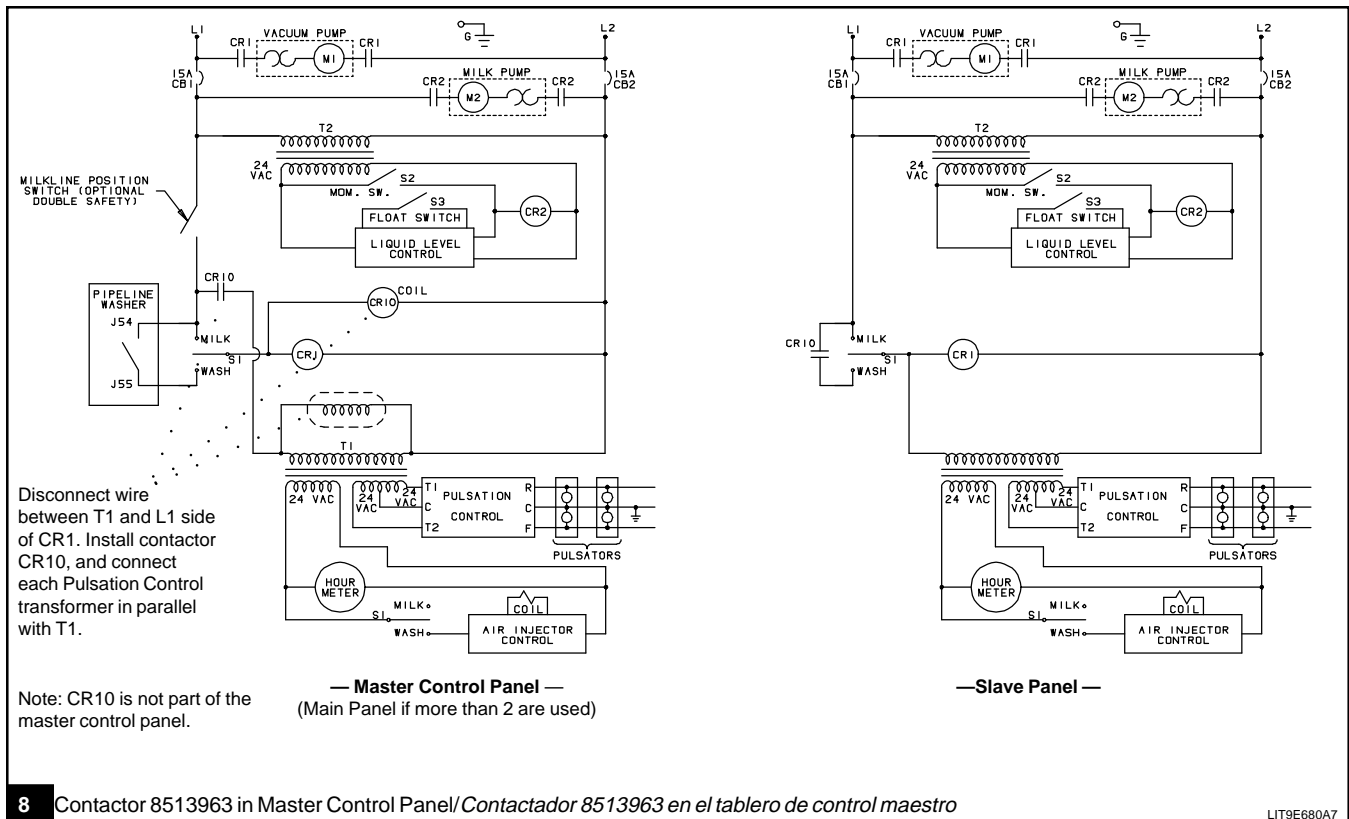 L1
VACUUM PUMP
CR1
M1
CR1
G
L2
15A
CB1
MILK PUMP
CR2
M2
CR2
15A
CB2
T2
24
VAC
MOM. SW.
S2
S3
FLOAT SWITCH
CR2
LIQUID LEVEL
CONTROL
MILKLINE POSITION
SWITCH (OPTIONAL
DOUBLE SAFETY)
CR10
PIPELINE
WASHER
J54
J55
CR10
COIL
MILK
S1
WASH
CR1
T1
24 VAC
24
VAC
24
VAC
T1
C
T2
PULSATION
CONTROL
R
C
F
PULSATORS
HOUR
METER
S1
MILK
WASH
COIL
AIR INJECTOR
CONTROL
Disconnect wire
between T1 and L1 side
of CR1. Install contactor
CR10, and connect
each Pulsation Control
transformer in parallel
with T1.
Note: CR10 is not part of the
master control panel.
— Master Control Panel —
(Main Panel if more than 2 are used)
L1
VACUUM PUMP
CR1
M1
CR1
G
L2
15A
CB1
MILK PUMP
CR2
M2
CR2
15A
CB2
T2
24
VAC
MOM. SW.
S2
S3
FLOAT SWITCH
CR2
LIQUID LEVEL
CONTROL
CR10
MILK
S1
WASH
CR1
24 VAC
24
VAC
24
VAC
T1
C
T2
PULSATION
CONTROL
R
C
F
PULSATORS
HOUR
METER
S1
MILK
WASH
COIL
AIR INJECTOR
CONTROL
—Slave Panel —
8 Contactor 8513963 in Master Control Panel/Contactador 8513963 en el tablero de control maestro
LIT9E680A7